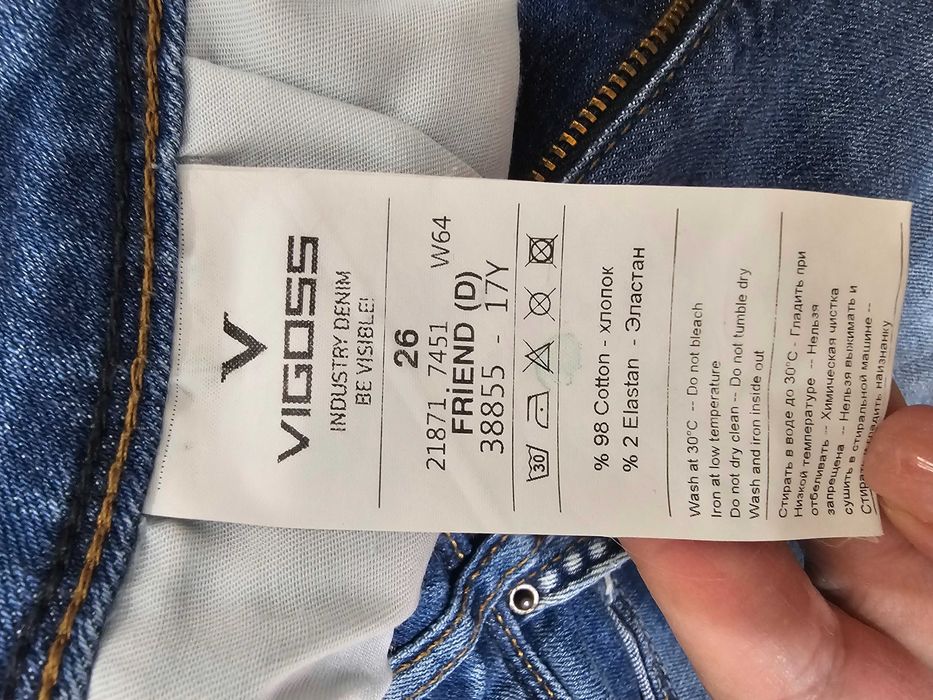 V
VIGOSS
INDUSTRY DENIM
BE VISIBLE!
26
21871 7451 W64
FRiEND (D)
38855 - 17Y
30
% 98 Cotton - хлопок
% 2 Elastan - Эластан
Wash at 30°C -- Do not bleach
Iron at low temperature
Do not dry clean -- Do not tumble dry
Wash and iron inside out
Стирать в воде до 30°C - Гладить при
Низкой температуре -- Нельзя
отбеливать -- Химическая чистка
запрещена -- Нельзя выжимать и
сушить в стиральной машине --
гладить наизнанку